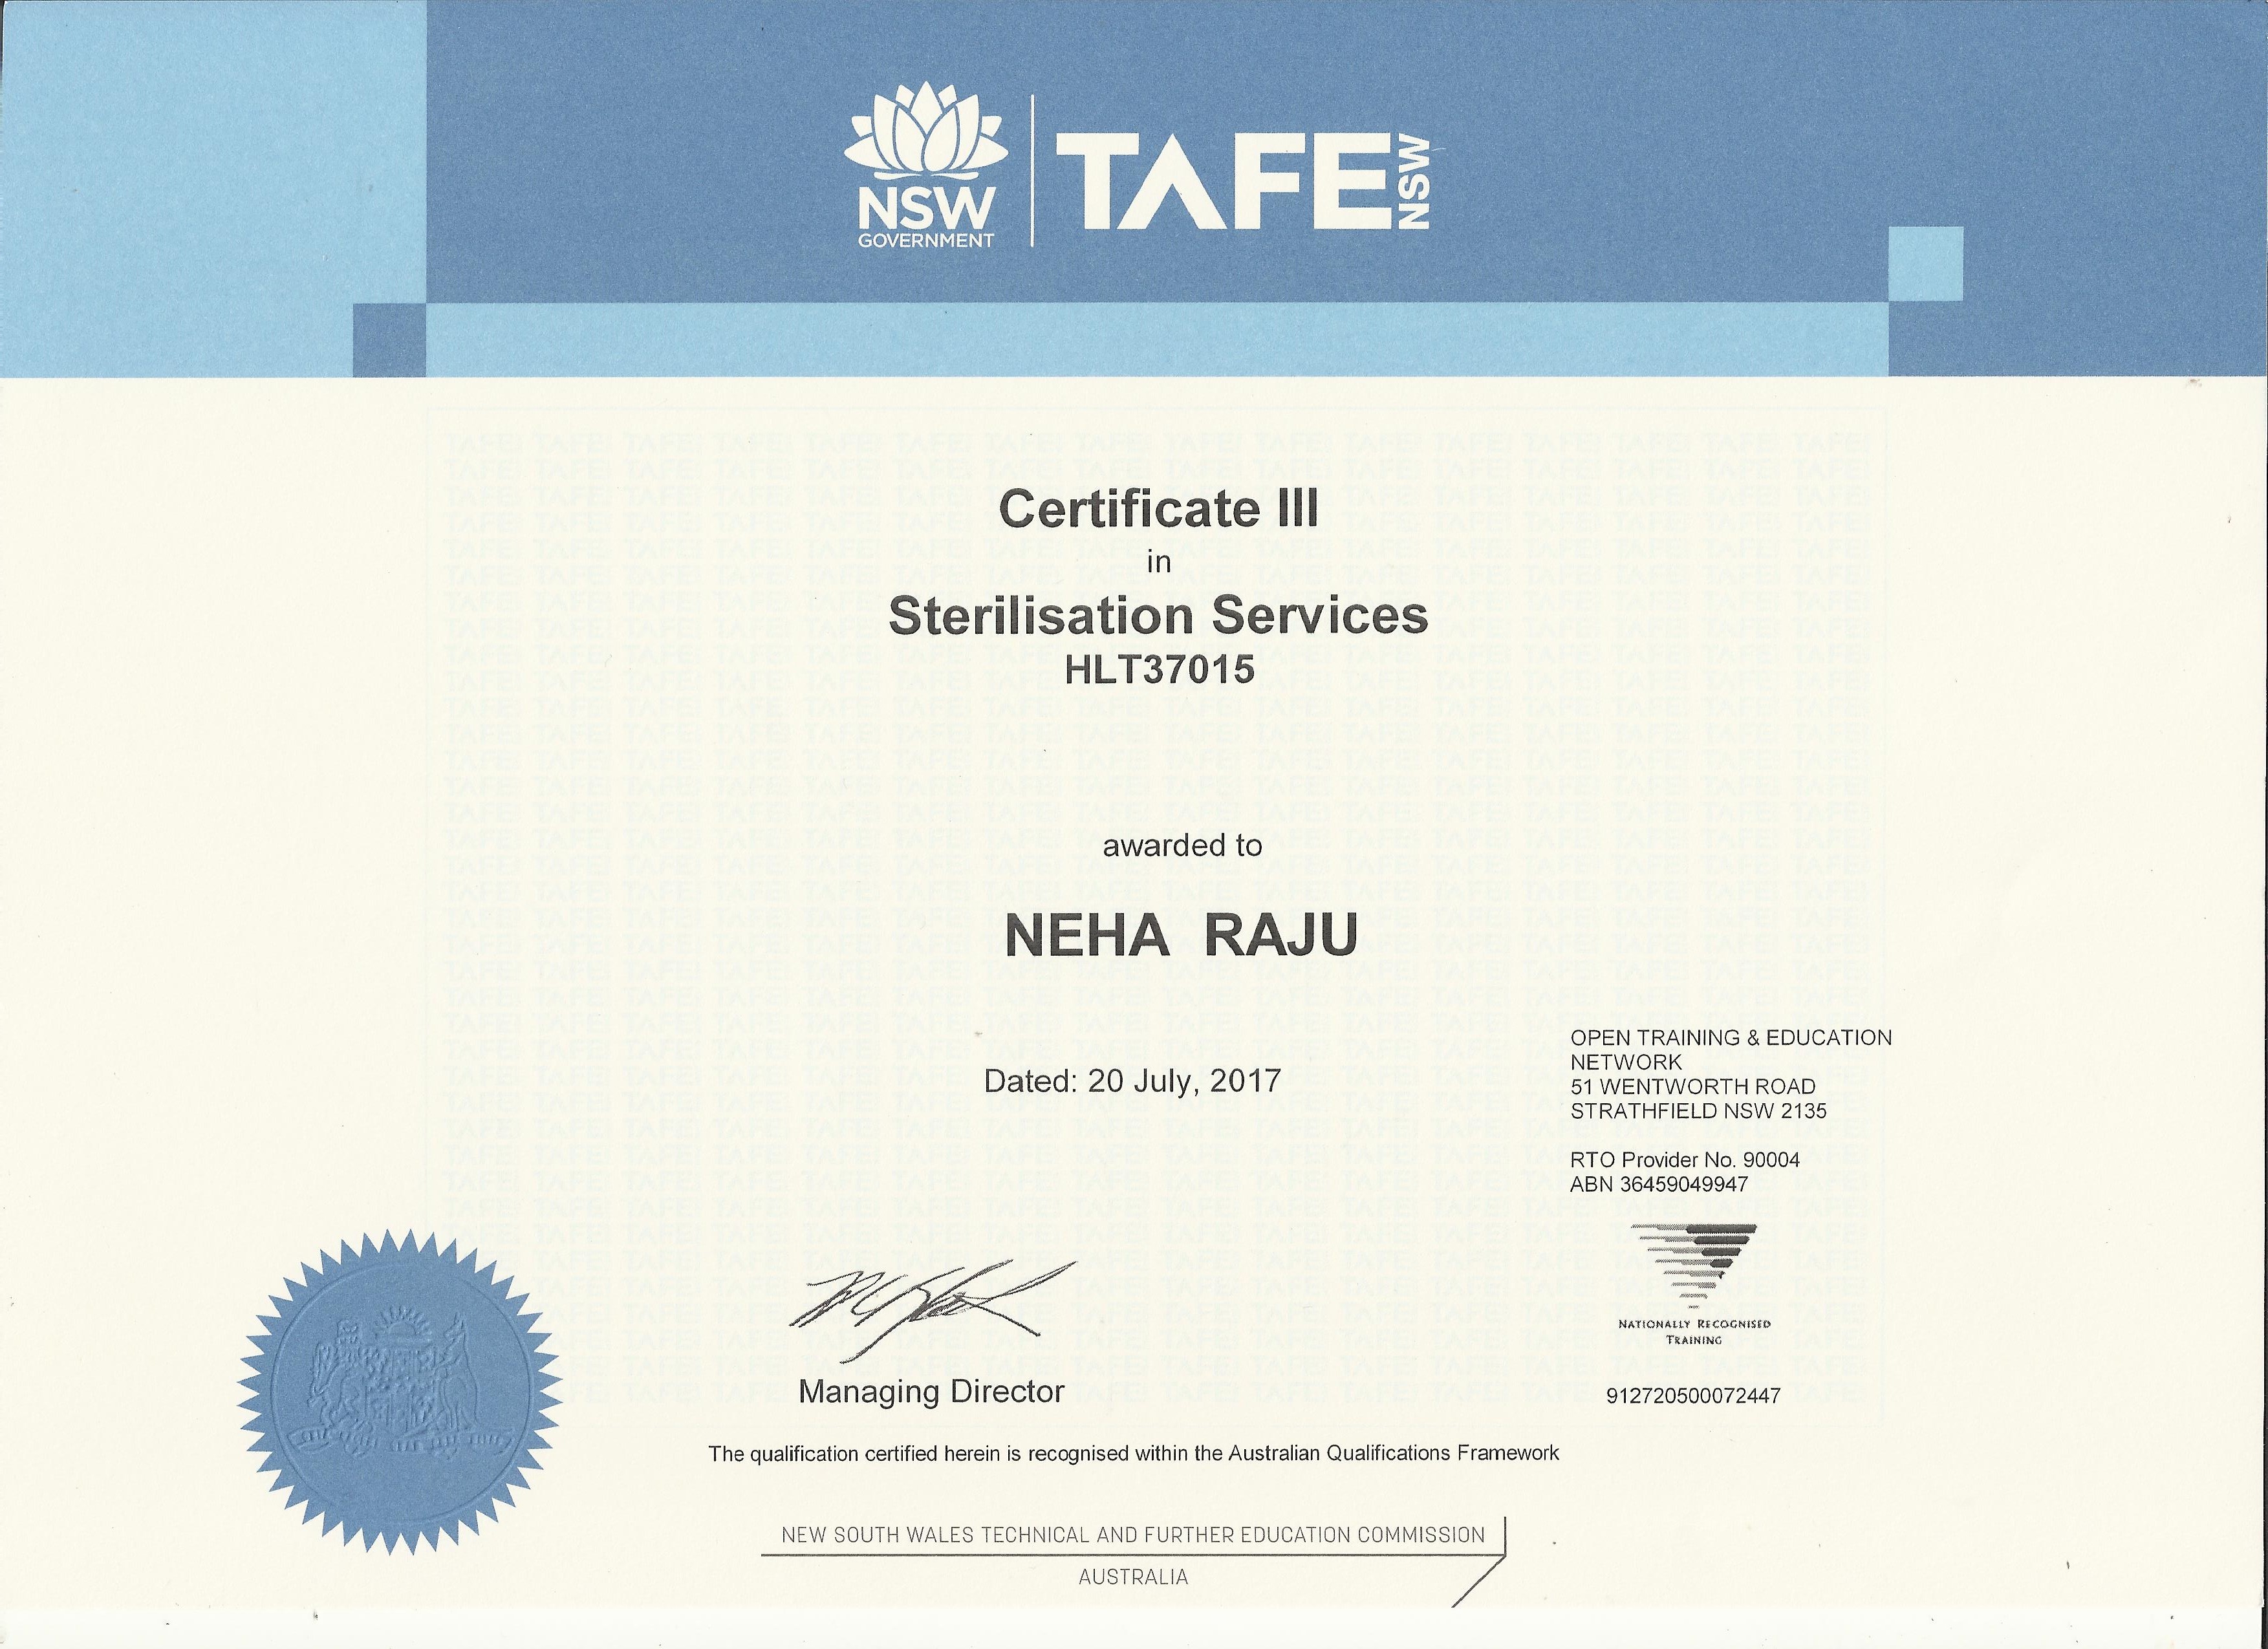 NSW
GOVERNMENT
TAFE NSW
Certificate III
in
Sterilisation Services
HLT37015
awarded to
NEHA RAJU
Dated: 20 July, 2017
OPEN TRAINING & EDUCATION
NETWORK
51 WENTWORTH ROAD
STRATHFIELD NSW 2135
RTO Provider No. 90004
ABN 36459049947
NATIONALLY RECOGNISED
TRAINING
912720500072447
Managing Director
The qualification certified herein is recognised within the Australian Qualifications Framework
NEW SOUTH WALES TECHNICAL AND FURTHER EDUCATION COMMISSION
AUSTRALIA